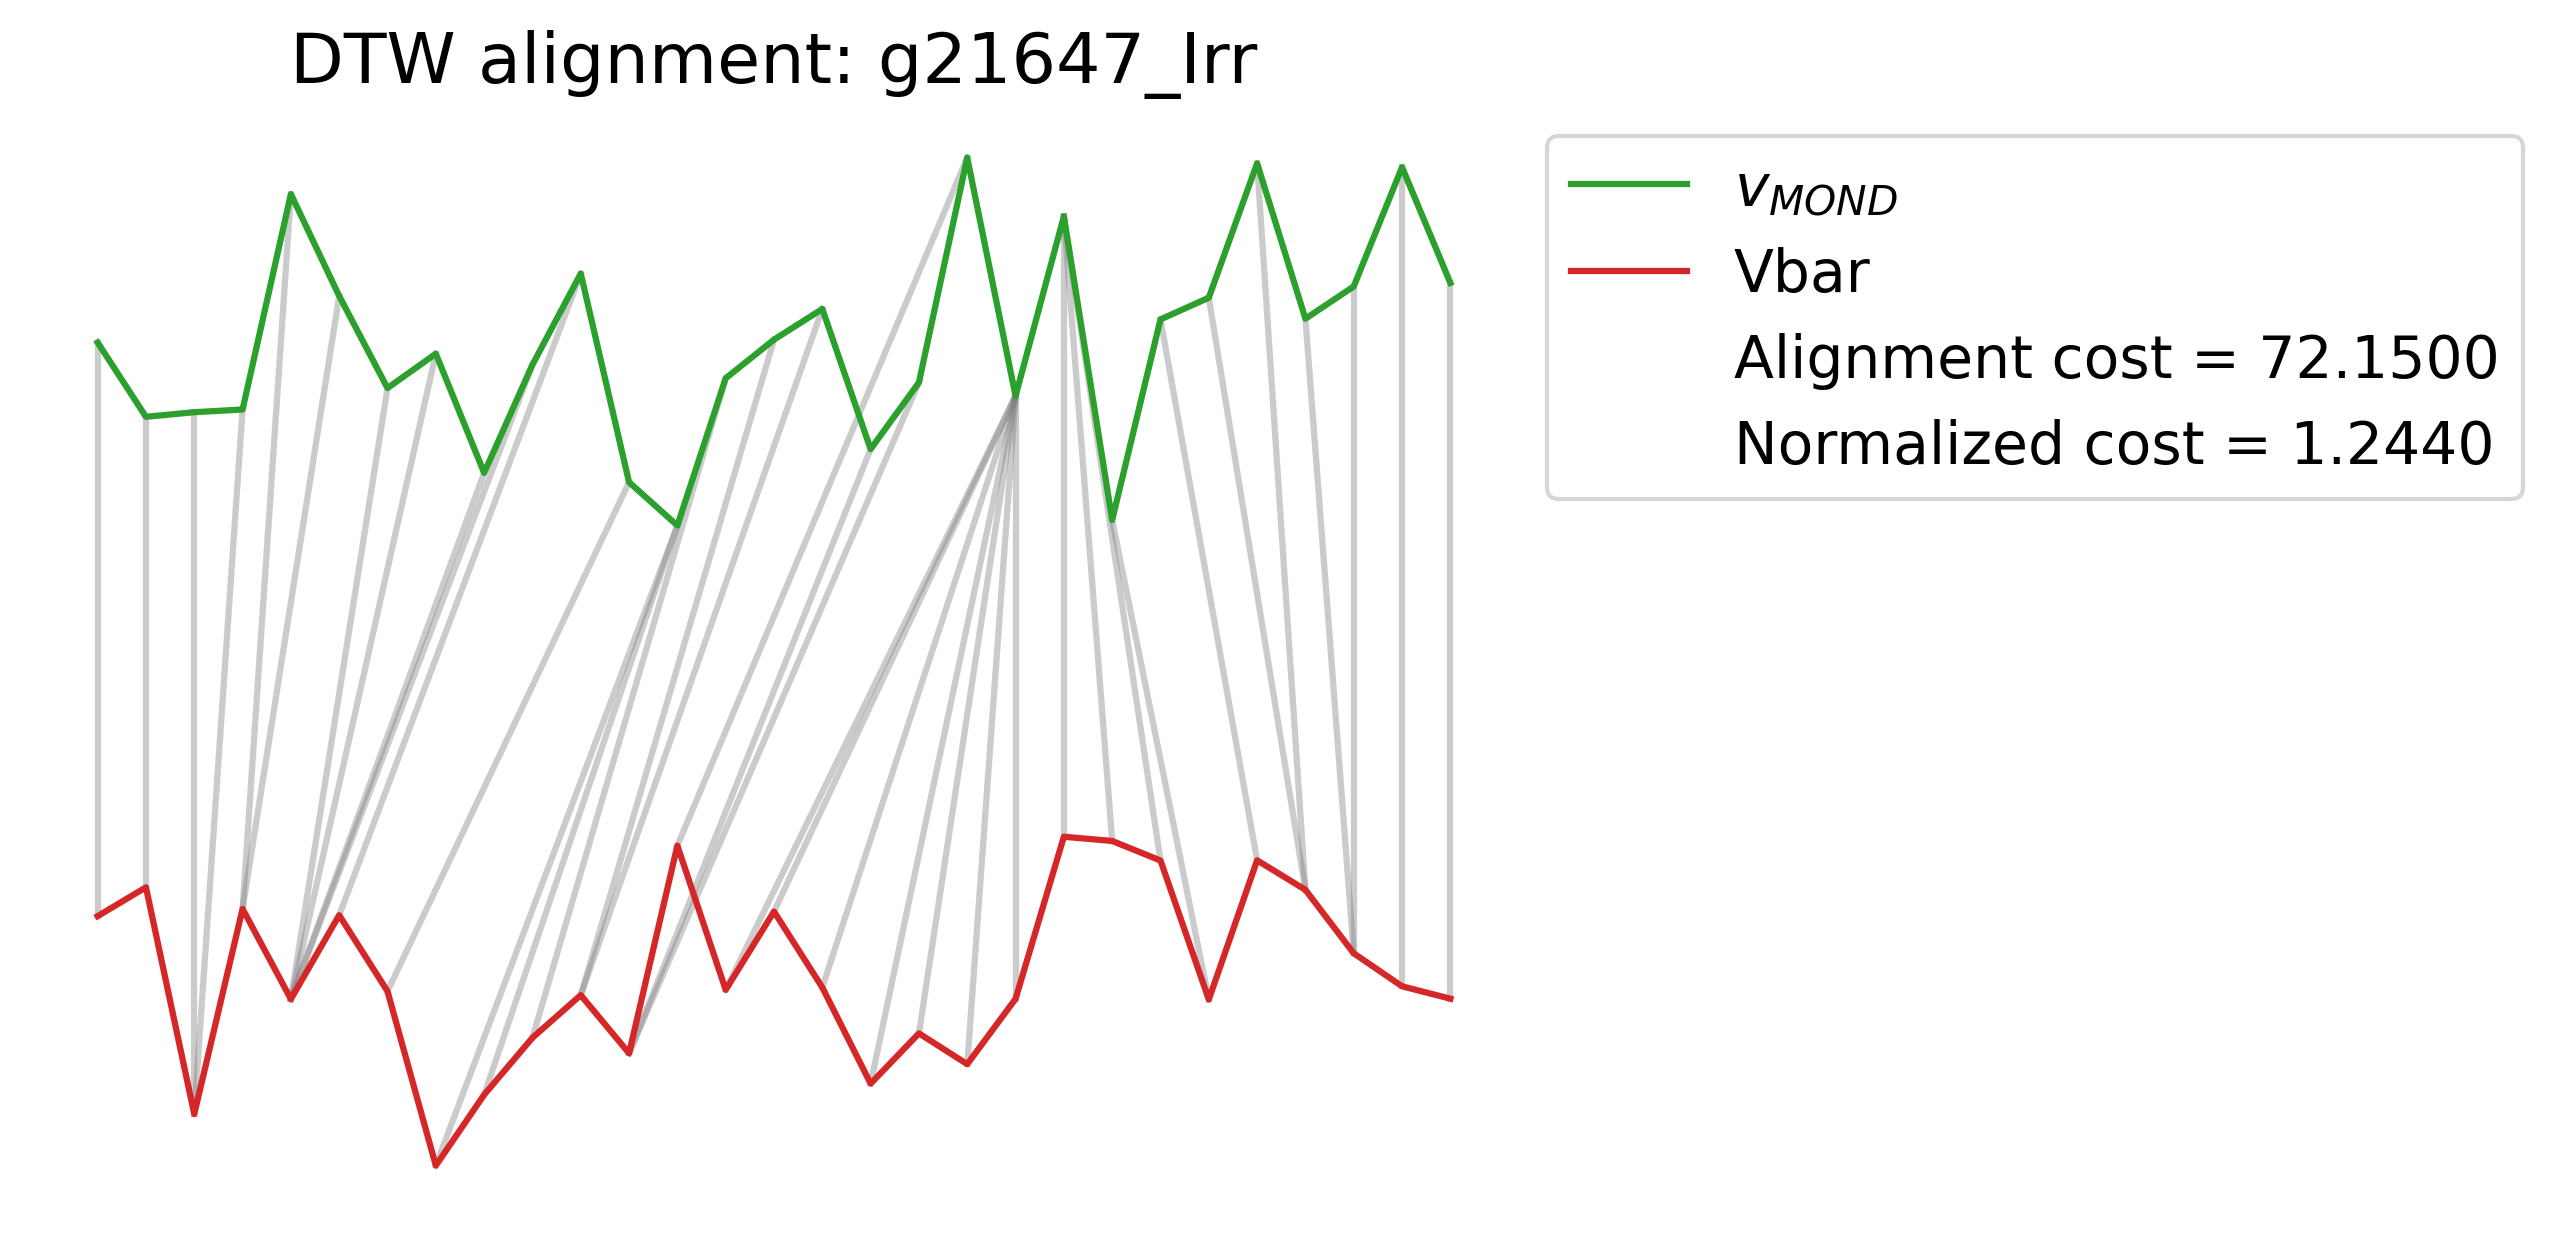 DTW alignment: g21647_Irr
v_MOND
Vbar
Alignment cost = 72.1500
Normalized cost = 1.2440